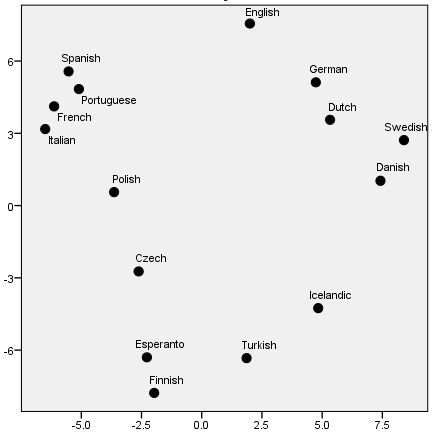 English
6
Spanish
German
Portuguese
Dutch
French
3
Swedish
Italian
Danish
Polish
0
Czech
-3
Icelandic
Esperanto
Turkish
-6
Finnish
-5.0 -2.5 0.0 2.5 5.0 7.5